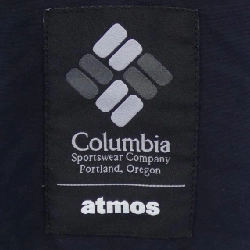 Columbia
Sportswear Company
Portland, Oregon
atmos